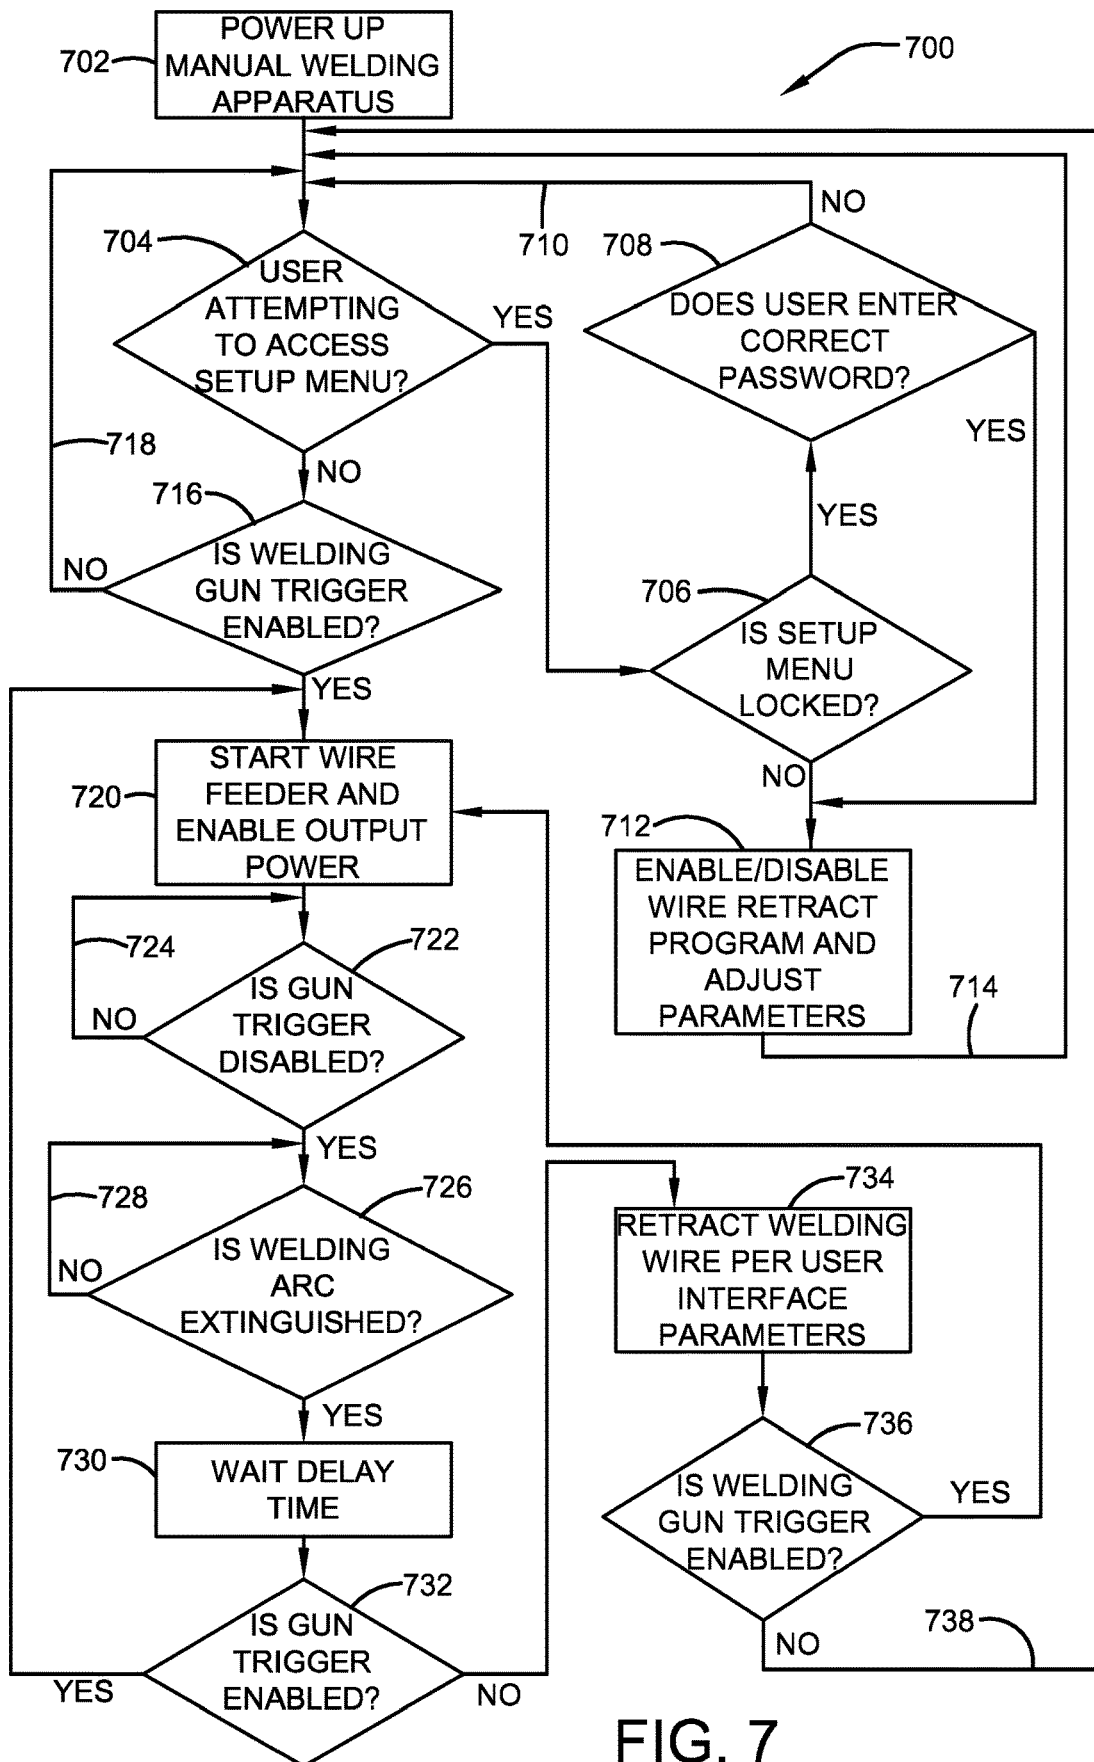 POWER UP
MANUAL WELDING
APPARATUS
702
700
704
USER
ATTEMPTING
TO ACCESS
SETUP MENU?
YES
NO
710
708
NO
DOES USER ENTER
CORRECT
PASSWORD?
YES
718
716
IS WELDING
GUN TRIGGER
ENABLED?
NO
YES
YES
706
IS SETUP
MENU
LOCKED?
NO
720
START WIRE
FEEDER AND
ENABLE OUTPUT
POWER
712
ENABLE/DISABLE
WIRE RETRACT
PROGRAM AND
ADJUST
PARAMETERS
714
724
722
IS GUN
TRIGGER
DISABLED?
NO
YES
728
726
IS WELDING
ARC
EXTINGUISHED?
NO
YES
734
RETRACT WELDING
WIRE PER USER
INTERFACE
PARAMETERS
730
WAIT DELAY
TIME
736
IS WELDING
GUN TRIGGER
ENABLED?
YES
NO
738
732
IS GUN
TRIGGER
ENABLED?
YES
NO
FIG. 7